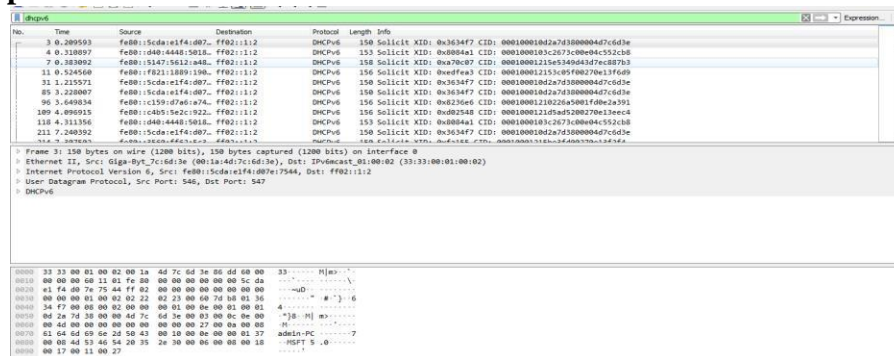 dhcpv6 Expression...
No. Time Source Destination Protocol Length Info
3 0.209593 fe80::5cda:e1f4:d07… ff02::1:2 DHCPv6 150 Solicit XID: 0x3634f7 CID: 000100010d2a7d3800004d7c6d3e
4 0.310897 fe80::d40:4448:5018… ff02::1:2 DHCPv6 153 Solicit XID: 0x8084a1 CID: 000100103c2673c00e04c552cb8
7 0.383092 fe80::5147:5612:a48… ff02::1:2 DHCPv6 158 Solicit XID: 0xa70c07 CID: 00010001215e5349d43d7ec887b3
11 0.524560 fe80::f821:1889:190… ff02::1:2 DHCPv6 156 Solicit XID: 0xedfea3 CID: 0001000012153c05f00270e13f6d9
31 1.215571 fe80::5cda:e1f4:d07… ff02::1:2 DHCPv6 150 Solicit XID: 0x3634f7 CID: 000100010d2a7d3800004d7c6d3e
85 3.228004 fe80::5cda:e1f4:d07… ff02::1:2 DHCPv6 150 Solicit XID: 0x3634f7 CID: 000100010d2a7d3800004d7c6d3e
96 3.649834 fe80::c159:d7a6:a74… ff02::1:2 DHCPv6 156 Solicit XID: 0x8236e6 CID: 00010001210226a5001fd0e2a391
109 4.096915 fe80::c4b5:5e2c:922… ff02::1:2 DHCPv6 156 Solicit XID: 0xd02548 CID: 0001000121d5ad5200270e13eec4
118 4.311356 fe80::d40:4448:5018… ff02::1:2 DHCPv6 153 Solicit XID: 0x8084a1 CID: 000100103c2673c00e04c552cb8
211 7.240392 fe80::5cda:e1f4:d07… ff02::1:2 DHCPv6 150 Solicit XID: 0x3634f7 CID: 000100010d2a7d3800004d7c6d3e
Frame 3: 150 bytes on wire (1200 bits), 150 bytes captured (1200 bits) on interface 0
Ethernet II, Src: Giga-Byt_7c:6d:3e (00:1a:4d:7c:6d:3e), Dst: IPv6mcast_01:00:02 (33:33:00:01:00:02)
Internet Protocol Version 6, Src: fe80::5cda:e1f4:d07e:7544, Dst: ff02::1:2
User Datagram Protocol, Src Port: 546, Dst Port: 547
DHCPv6
0000 33 33 00 01 00 02 00 1a 4d 7c 6d 3e 86 dd 60 00 33······ M|m>··`·
0010 00 00 00 60 11 01 fe 80 00 00 00 00 00 00 5c da ···`···· ······\·
0020 e1 f4 d0 7e 75 44 ff 02 00 00 00 00 00 00 00 00 ···~uD·· ········
0030 00 00 00 01 00 02 02 22 02 23 00 60 7d b8 01 36 ·······" ·#·`}··6
0040 34 f7 00 08 00 02 00 00 00 01 00 0e 00 01 00 01 4······· ········
0050 0d 2a 7d 38 00 00 4d 7c 6d 3e 00 03 00 0c 0e 00 ·*}8··M| m>······
0060 00 4d 00 00 00 00 00 00 00 00 00 27 00 0a 00 08 ·M······ ···'····
0070 61 64 6d 69 6e 2d 50 43 00 10 00 0e 00 00 01 37 admin-PC ·······7
0080 00 08 4d 53 46 54 20 35 2e 30 00 06 00 08 00 18 ··MSFT 5 .0······
0090 00 17 00 11 00 27 ·····'